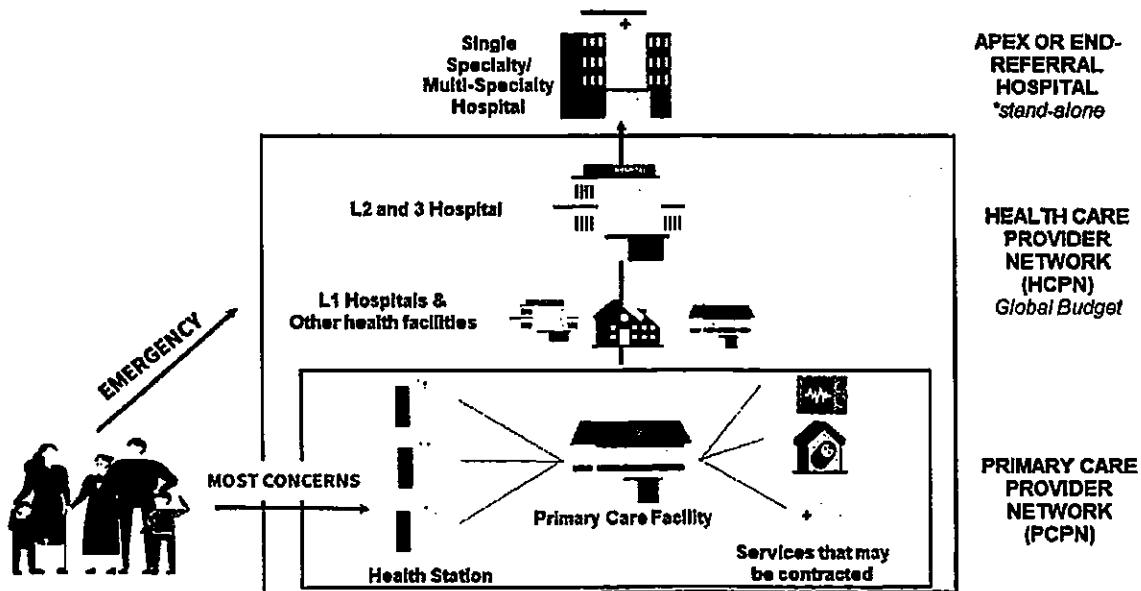 Single
Specialty/
Multi-Specialty
Hospital
APEX OR END-
REFERRAL
HOSPITAL
*stand-alone
L2 and 3 Hospital
HEALTH CARE
PROVIDER
NETWORK
(HCPN)
Global Budget
L1 Hospitals &
Other health facilities
EMERGENCY
MOST CONCERNS
Primary Care Facility
Health Station
Services that may
be contracted
PRIMARY CARE
PROVIDER
NETWORK
(PCPN)